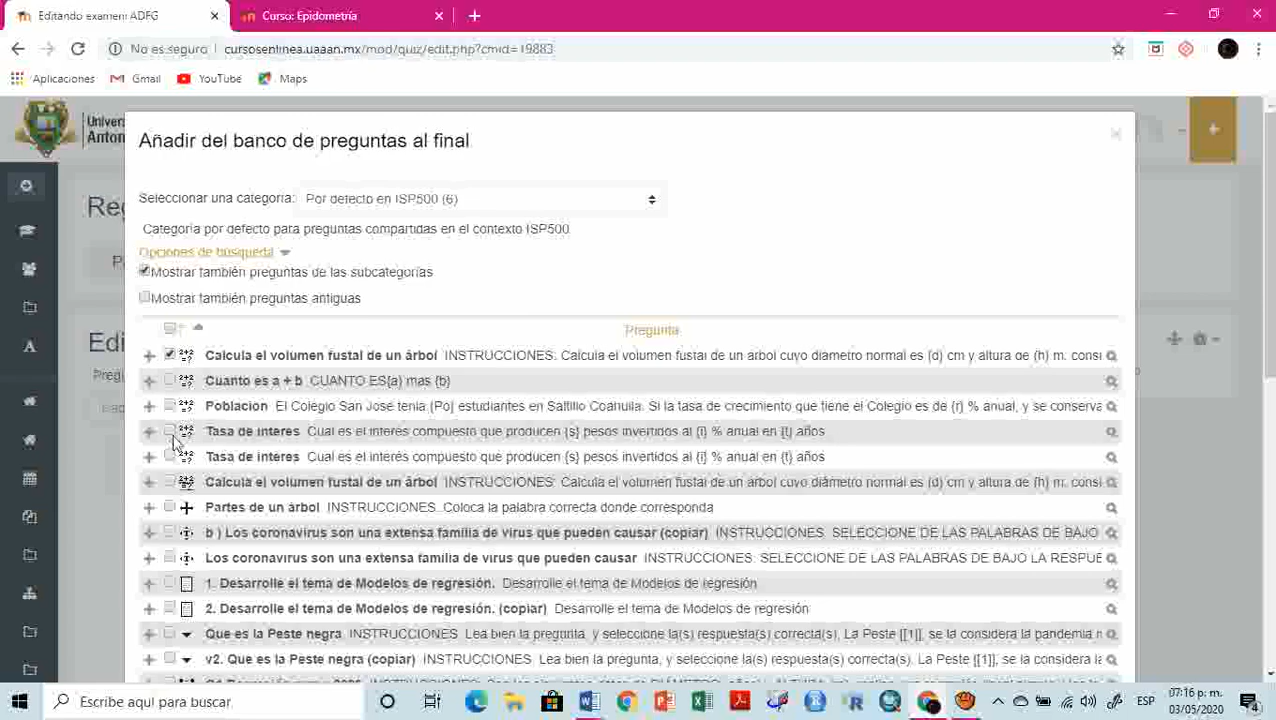 Editando examen ADFG
Curso: Epidometría
No es seguro
cursosenlinea.uaaan.mx/mod/quiz/edit.php?cmid=19883
Aplicaciones
Gmail
YouTube
Maps
Univers
Anton
Añadir del banco de preguntas al final
Re
Seleccionar una categoría:
Por defecto en ISP500 (6)
Categoría por defecto para preguntas compartidas en el contexto ISP500
Opciones de búsqueda
Mostrar también preguntas de las subcategorías
Mostrar también preguntas antiguas
Pregunta
Edi
Calcula el volumen fustal de un árbol INSTRUCCIONES. Calcula el volumen fustal de un arbol cuyo diametro normal es {d} cm y altura de {h} m. consi
Pregu
Cuanto es a + b CUANTO ES{a} mas {b}
Poblacion El Colegio San José tenía {Po} estudiantes en Saltillo Coahuila. Si la tasa de crecimiento que tiene el Colegio es de {r} % anual, y se conserva
Tasa de interes Cual es el interés compuesto que producen {s} pesos invertidos al {i} % anual en {t} años
Tasa de interes Cual es el interés compuesto que producen {s} pesos invertidos al {i} % anual en {t} años
Calcula el volumen fustal de un árbol INSTRUCCIONES. Calcula el volumen fustal de un arbol cuyo diámetro normal es {d} cm y altura de {h} m. consi
Partes de un árbol INSTRUCCIONES. Coloca la palabra correcta donde corresponda
b ) Los coronavirus son una extensa familia de virus que pueden causar (copiar) INSTRUCCIONES. SELECCIONE DE LAS PALABRAS DE BAJO
Los coronavirus son una extensa familia de virus que pueden causar INSTRUCCIONES. SELECCIONE DE LAS PALABRAS DE BAJO LA RESPUE
1. Desarrolle el tema de Modelos de regresión. Desarrolle el tema de Modelos de regresión
2. Desarrolle el tema de Modelos de regresión. (copiar) Desarrolle el tema de Modelos de regresión
Que es la Peste negra INSTRUCCIONES. Lea bien la pregunta, y seleccione la(s) respuesta(s) correcta(s), La Peste [[1]], se la considera la pandemia n
v2. Que es la Peste negra (copiar) INSTRUCCIONES. Lea bien la pregunta, y seleccione la(s) respuesta(s) correcta(s), La Peste [[1]], se la considera la
Escribe aquí para buscar.
ESP
07:16 p. m.
03/05/2020
4